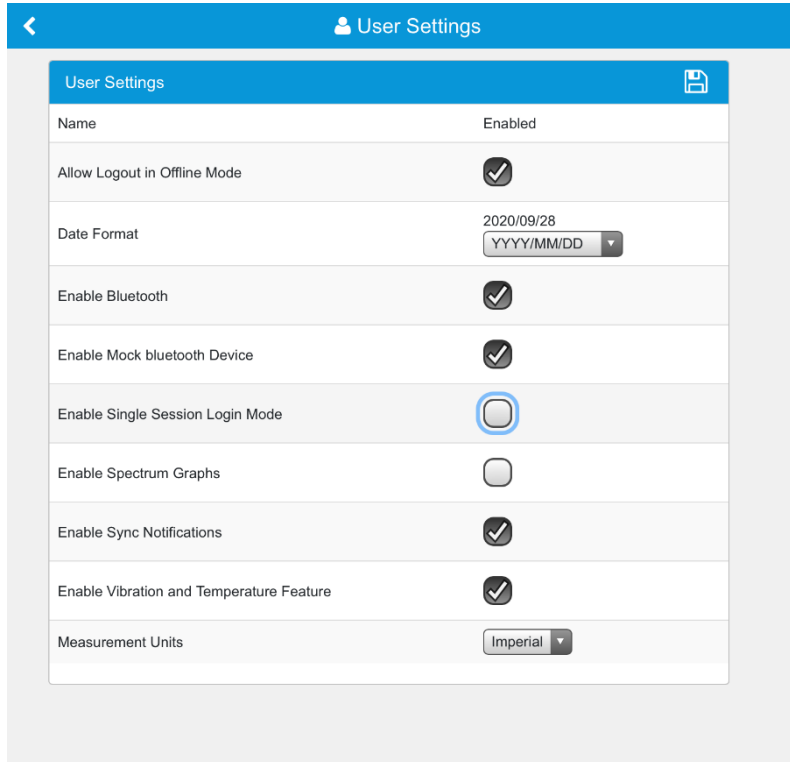 User Settings
User Settings
Name Enabled
Allow Logout in Offline Mode
2020/09/28
Date Format YYYY/MM/DD
Enable Bluetooth
Enable Mock bluetooth Device
Enable Single Session Login Mode
Enable Spectrum Graphs
Enable Sync Notifications
Enable Vibration and Temperature Feature
Measurement Units Imperial